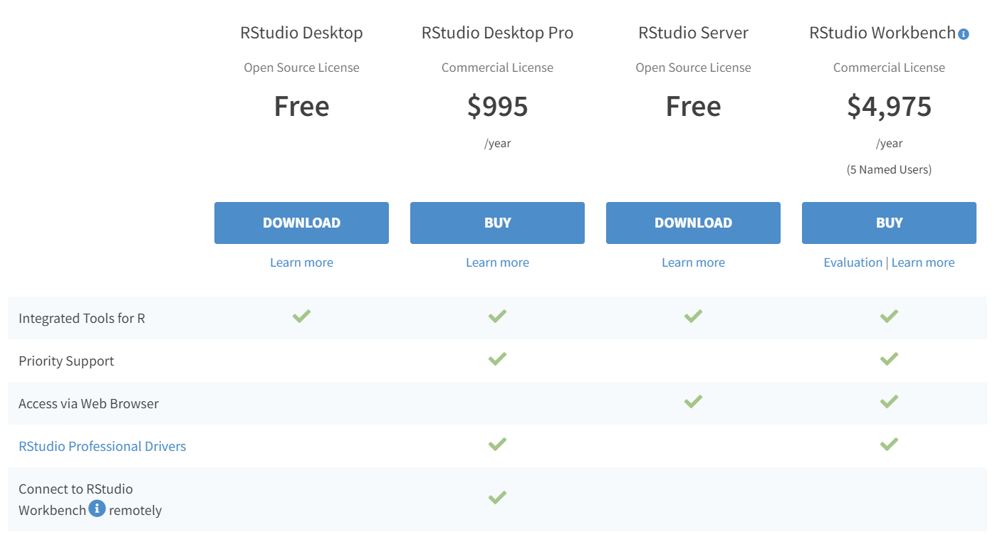 RStudio Desktop
Open Source License
Free
DOWNLOAD
Learn more
RStudio Desktop Pro
Commercial License
$995
/year
BUY
Learn more
RStudio Server
Open Source License
Free
DOWNLOAD
Learn more
RStudio Workbench i
Commercial License
$4,975
/year
(5 Named Users)
BUY
Evaluation | Learn more
Integrated Tools for R
Priority Support
Access via Web Browser
RStudio Professional Drivers
Connect to RStudio
Workbench i remotely